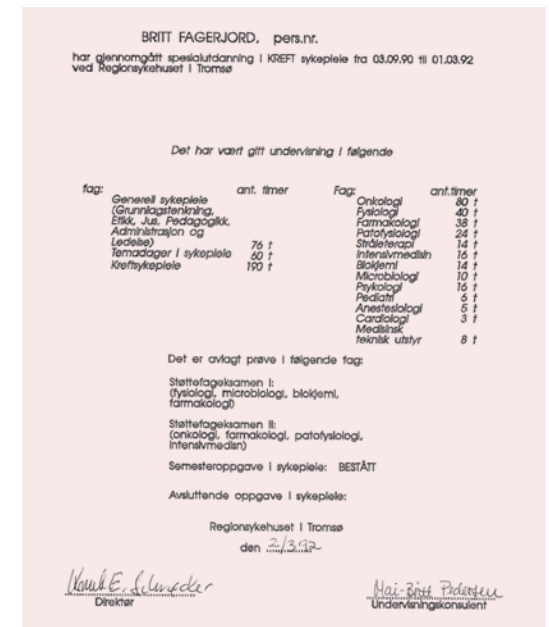 BRITT FAGERJORD, pers.nr.
har gjennomgått spesialutdanning i KREFT sykepleie fra 03.09.90 til 01.03.92
ved Regionsykehuset i Tromsø
Det har vært gitt undervisning i følgende
fag: ant. timer
Generell sykepleie
(Grunnlagstenkning,
Etikk, Jus, Pedagogikk,
Administrasjon og
Ledelse) 76 t
Temadager i sykepleie 60 t
Kreftsykepleie 190 t
Fag: ant.timer
Onkologi 80 t
Fysiologi 40 t
Farmakologi 38 t
Patofysiologi 24 t
Stråleterapi 14 t
Intensivmedisin 16 t
Biokjemi 14 t
Microbiologi 10 t
Psykologi 16 t
Pediatri 6 t
Anestesiologi 5 t
Cardiologi 3 t
Medisinsk
teknisk utstyr 8 t
Det er avlagt prøve i følgende fag:
Støttefageksamen I:
(fysiologi, microbiologi, biokjemi,
farmakologi)
Støttefageksamen II:
(onkologi, farmakologi, patofysiologi,
intensivmedisn)
Semesteroppgave i sykepleie: BESTÅTT
Avsluttende oppgave i sykepleie:
Regionsykehuset i Tromsø
den 2/3.92
E.
Direktør
Mai-Britt Pedersen
Undervisningskonsulent